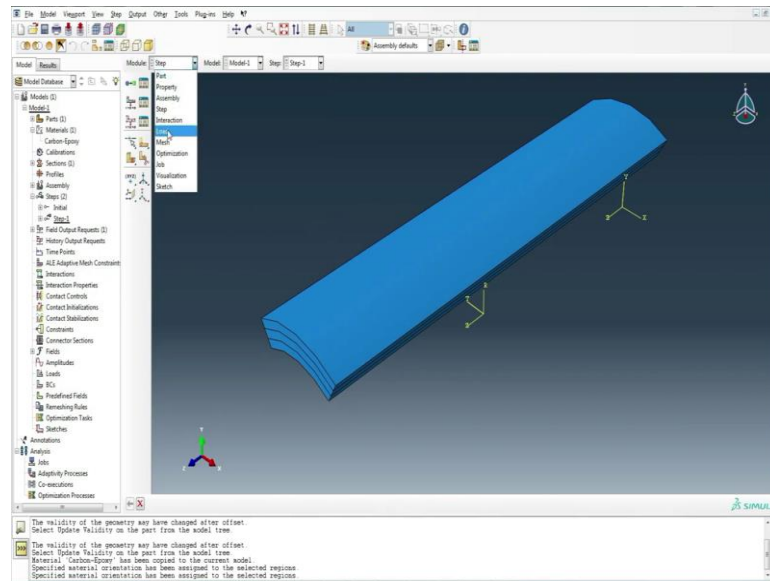 File Model Viewport View Step Output Other Tools Plug-ins Help
All
Assembly defaults
Model Results Module: Step Model: Model-1 Step: Step-1
Model Database
Part
Property
Assembly
Step
Interaction
Load
Mesh
Optimization
Job
Visualization
Sketch
Models (1)
Model-1
Parts (1)
Materials (1)
Carbon-Epoxy
Calibrations
Sections (1)
Profiles
Assembly
Steps (2)
Initial
Step-1
Field Output Requests (1)
History Output Requests
Time Points
ALE Adaptive Mesh Constraint
Interactions
Interaction Properties
Contact Controls
Contact Initializations
Contact Stabilizations
Constraints
Connector Sections
Fields
Amplitudes
Loads
BCs
Predefined Fields
Remeshing Rules
Optimization Tasks
Sketches
Annotations
Analysis
Jobs
Adaptivity Processes
Co-executions
Optimization Processes
SIMUL
The validity of the geometry may have changed after offset.
Select Update Validity on the part from the model tree.
The validity of the geometry may have changed after offset.
Select Update Validity on the part from the model tree.
Material 'Carbon-Epoxy' has been copied to the current model.
Specified material orientation has been assigned to the selected regions.
Specified material orientation has been assigned to the selected regions.